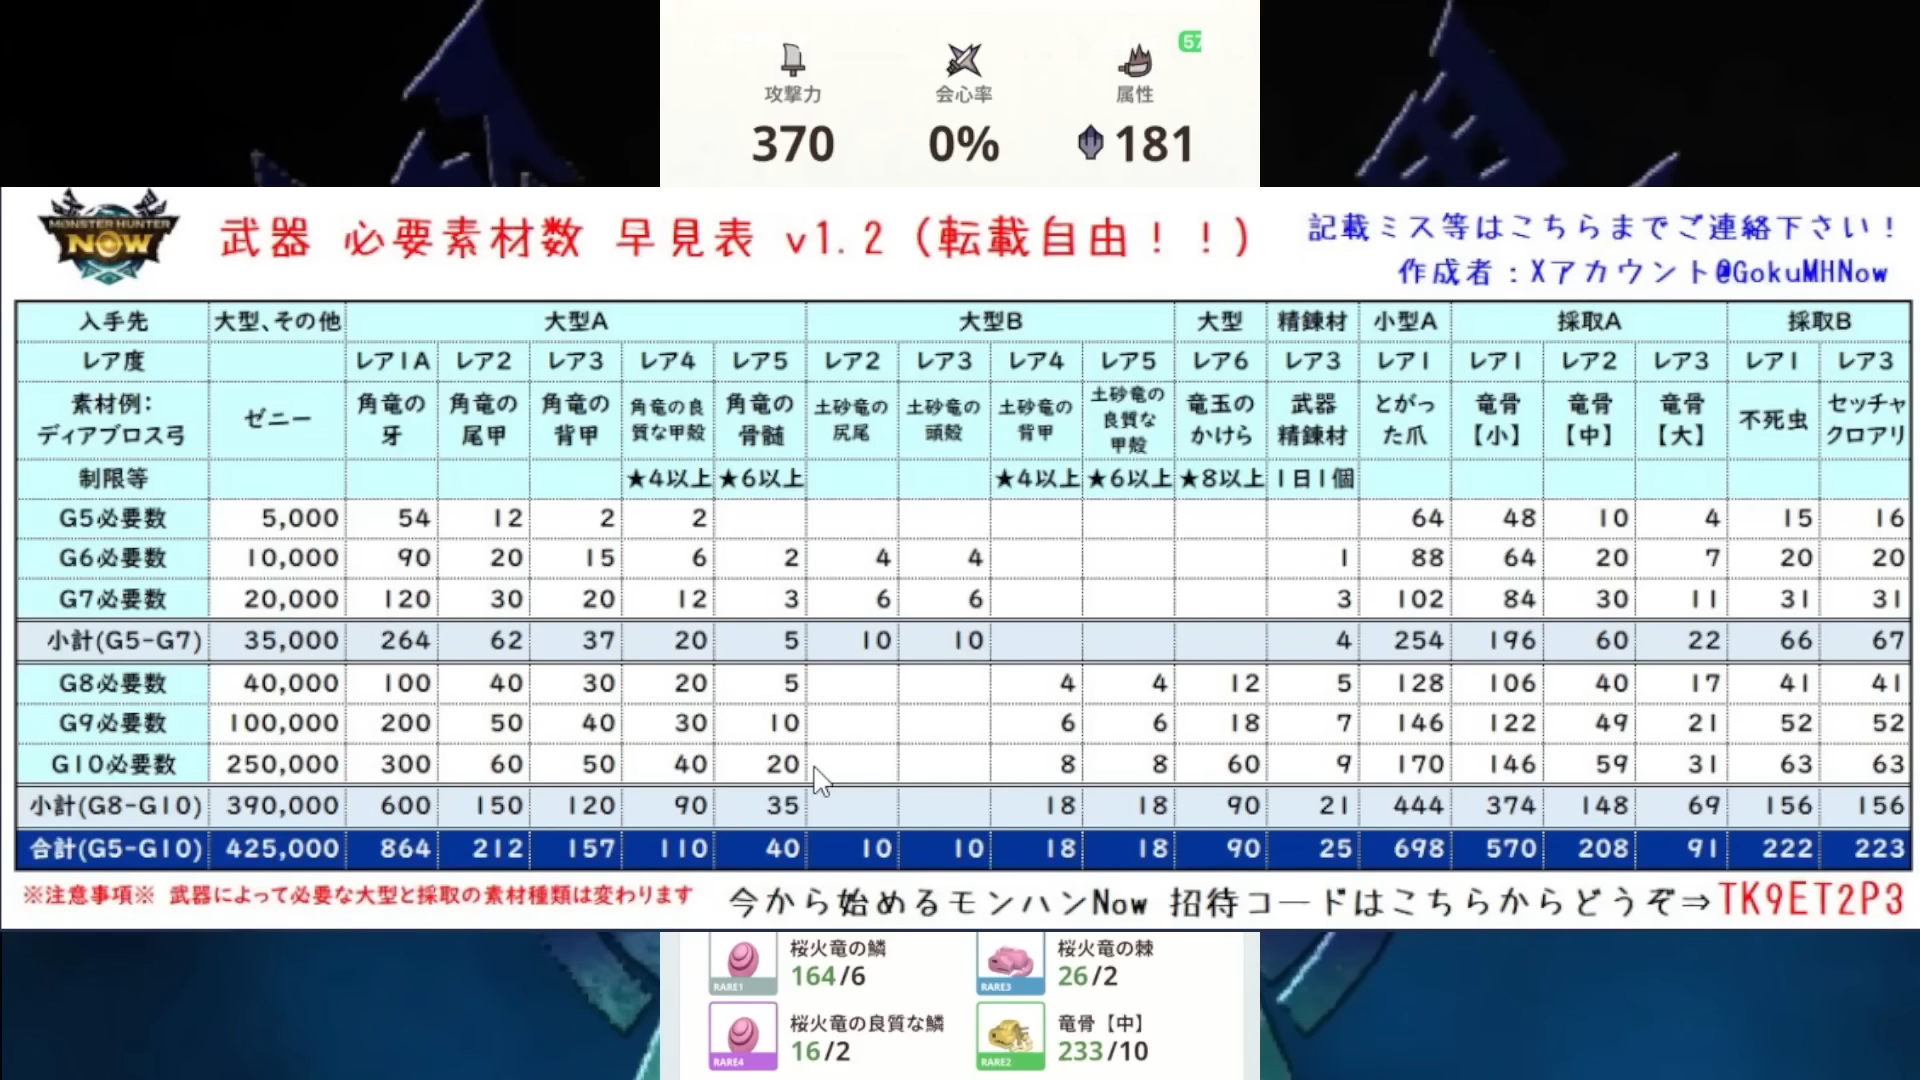 57
攻撃力 会心率 属性
370 0% 181
MONSTER HUNTER
NOW
武器 必要素材数 早見表 v1.2(転載自由！！)
記載ミス等はこちらまでご連絡下さい！
作成者：Xアカウント@GokuMHNow
入手先 大型、その他 大型A 大型B 大型 精錬材 小型A 採取A 採取B
レア度 レア1A レア2 レア3 レア4 レア5 レア2 レア3 レア4 レア5 レア6 レア3 レア1 レア1 レア2 レア3 レア1 レア3
素材例：ディアブロス弓 ゼニー 角竜の牙 角竜の尾甲 角竜の背甲 角竜の良質な甲殻 角竜の骨髄 土砂竜の尻尾 土砂竜の頭殻 土砂竜の背甲 土砂竜の良質な甲殻 竜玉のかけら 武器精錬材 とがった爪 竜骨【小】 竜骨【中】 竜骨【大】 不死虫 セッチャクロアリ
制限等 ★4以上 ★6以上 ★4以上 ★6以上 ★8以上 1日1個
G5必要数 5,000 54 12 2 2 64 48 10 4 15 16
G6必要数 10,000 90 20 15 6 2 4 4 1 88 64 20 7 20 20
G7必要数 20,000 120 30 20 12 3 6 6 3 102 84 30 11 31 31
小計(G5-G7) 35,000 264 62 37 20 5 10 10 4 254 196 60 22 66 67
G8必要数 40,000 100 40 30 20 5 4 4 12 5 128 106 40 17 41 41
G9必要数 100,000 200 50 40 30 10 6 6 18 7 146 122 49 21 52 52
G10必要数 250,000 300 60 50 40 20 8 8 60 9 170 146 59 31 63 63
小計(G8-G10) 390,000 600 150 120 90 35 18 18 90 21 444 374 148 69 156 156
合計(G5-G10) 425,000 864 212 157 110 40 10 10 18 18 90 25 698 570 208 91 222 223
※注意事項※ 武器によって必要な大型と採取の素材種類は変わります
今から始めるモンハンNow 招待コードはこちらからどうぞ⇒TK9ET2P3
桜火竜の鱗 桜火竜の棘
RARE1 164/6 RARE3 26/2
桜火竜の良質な鱗 竜骨【中】
RARE4 16/2 RARE2 233/10